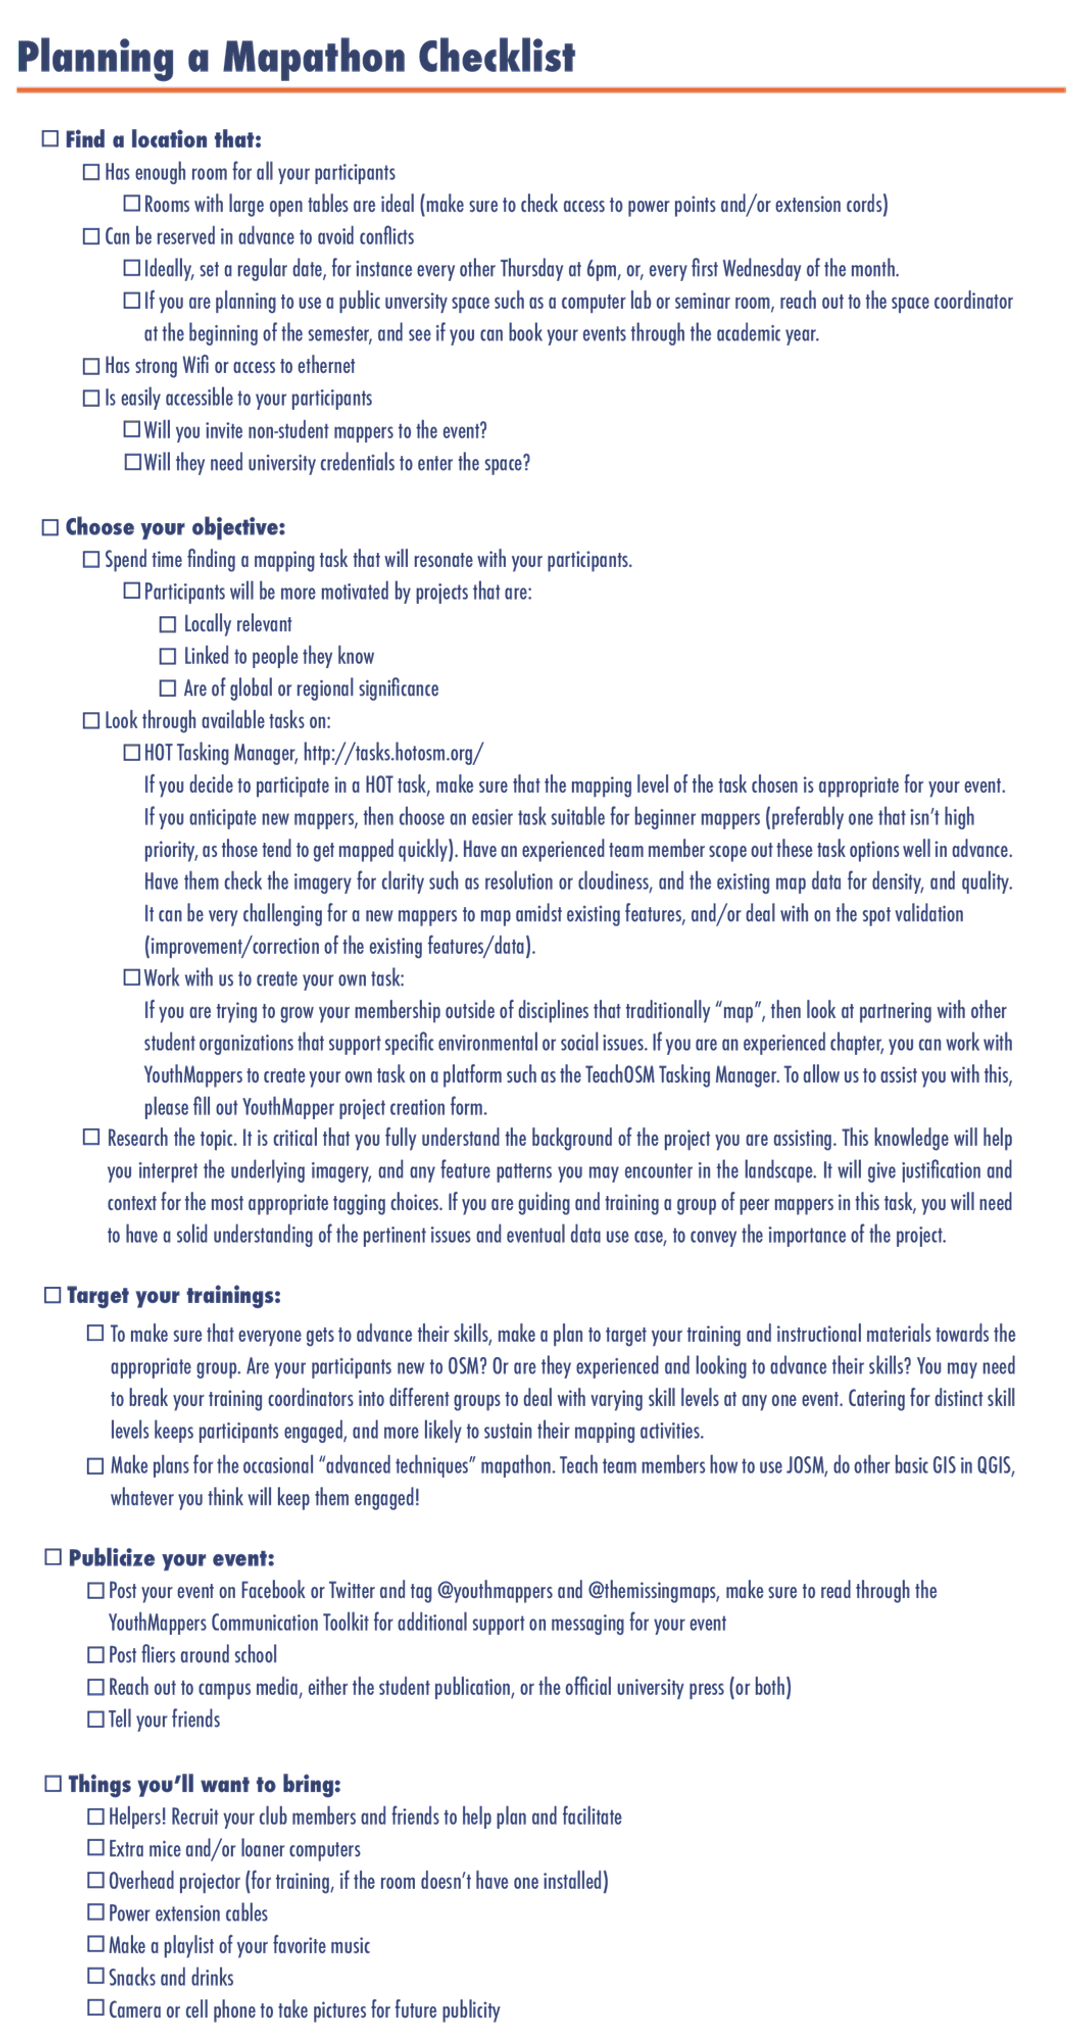 Planning a Mapathon Checklist
Find a location that:
Has enough room for all your participants
Rooms with large open tables are ideal (make sure to check access to power points and/or extension cords)
Can be reserved in advance to avoid conflicts
Ideally, set a regular date, for instance every other Thursday at 6pm, or, every first Wednesday of the month.
If you are planning to use a public unversity space such as a computer lab or seminar room, reach out to the space coordinator
at the beginning of the semester, and see if you can book your events through the academic year.
Has strong Wifi or access to ethernet
Is easily accessible to your participants
Will you invite non-student mappers to the event?
Will they need university credentials to enter the space?
Choose your objective:
Spend time finding a mapping task that will resonate with your participants.
Participants will be more motivated by projects that are:
Locally relevant
Linked to people they know
Are of global or regional significance
Look through available tasks on:
HOT Tasking Manager, http://tasks.hotosm.org/
If you decide to participate in a HOT task, make sure that the mapping level of the task chosen is appropriate for your event.
If you anticipate new mappers, then choose an easier task suitable for beginner mappers (preferably one that isn't high
priority, as those tend to get mapped quickly). Have an experienced team member scope out these task options well in advance.
Have them check the imagery for clarity such as resolution or cloudiness, and the existing map data for density, and quality.
It can be very challenging for a new mappers to map amidst existing features, and/or deal with on the spot validation
(improvement/correction of the existing features/data).
Work with us to create your own task:
If you are trying to grow your membership outside of disciplines that traditionally “map”, then look at partnering with other
student organizations that support specific environmental or social issues. If you are an experienced chapter, you can work with
YouthMappers to create your own task on a platform such as the TeachOSM Tasking Manager. To allow us to assist you with this,
please fill out YouthMapper project creation form.
Research the topic. It is critical that you fully understand the background of the project you are assisting. This knowledge will help
you interpret the underlying imagery, and any feature patterns you may encounter in the landscape. It will give justification and
context for the most appropriate tagging choices. If you are guiding and training a group of peer mappers in this task, you will need
to have a solid understanding of the pertinent issues and eventual data use case, to convey the importance of the project.
Target your trainings:
To make sure that everyone gets to advance their skills, make a plan to target your training and instructional materials towards the
appropriate group. Are your participants new to OSM? Or are they experienced and looking to advance their skills? You may need
to break your training coordinators into different groups to deal with varying skill levels at any one event. Catering for distinct skill
levels keeps participants engaged, and more likely to sustain their mapping activities.
Make plans for the occasional “advanced techniques” mapathon. Teach team members how to use JOSM, do other basic GIS in QGIS,
whatever you think will keep them engaged!
Publicize your event:
Post your event on Facebook or Twitter and tag @youthmappers and @themissingmaps, make sure to read through the
YouthMappers Communication Toolkit for additional support on messaging for your event
Post fliers around school
Reach out to campus media, either the student publication, or the official university press (or both)
Tell your friends
Things you’ll want to bring:
Helpers! Recruit your club members and friends to help plan and facilitate
Extra mice and/or loaner computers
Overhead projector (for training, if the room doesn’t have one installed)
Power extension cables
Make a playlist of your favorite music
Snacks and drinks
Camera or cell phone to take pictures for future publicity